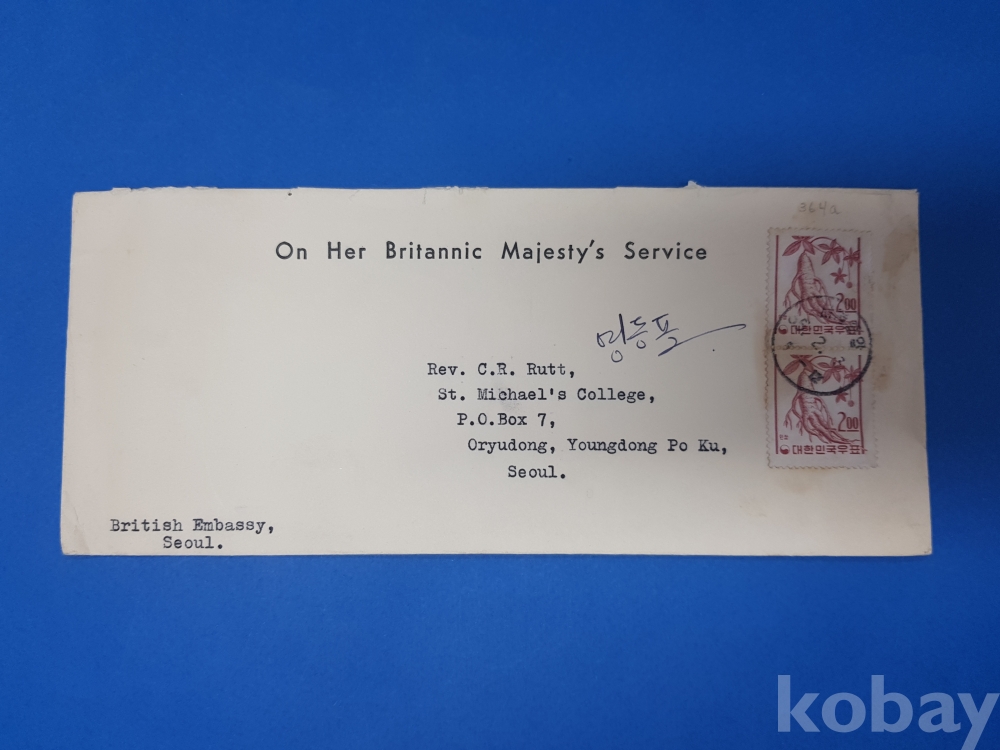 364a
On Her Britannic Majesty's Service
2.00
대한민국우표
영등포
Rev. C.R. Rutt,
St. Michael's College,
P.O.Box 7,
Oryudong, Youngdong Po Ku,
Seoul.
2.00
대한민국우표
British Embassy,
Seoul.
kobay